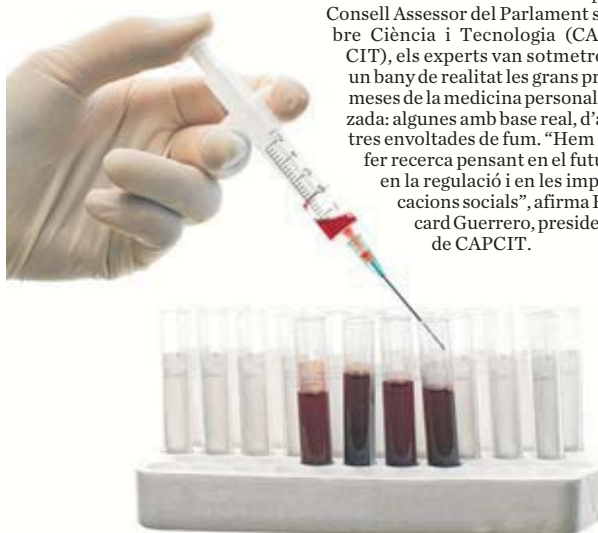 Consell Assessor del Parlament s
bre Ciència i Tecnologia (CA
CIT), els experts van sotmetr
un bany de realitat les grans pr
meses de la medicina personal
zada: algunes amb base real, d’a
tres envoltades de fum. “Hem
fer recerca pensant en el futu
en la regulació i en les imp
cacions socials”, afirma
card Guerrero, preside
de CAPCIT.